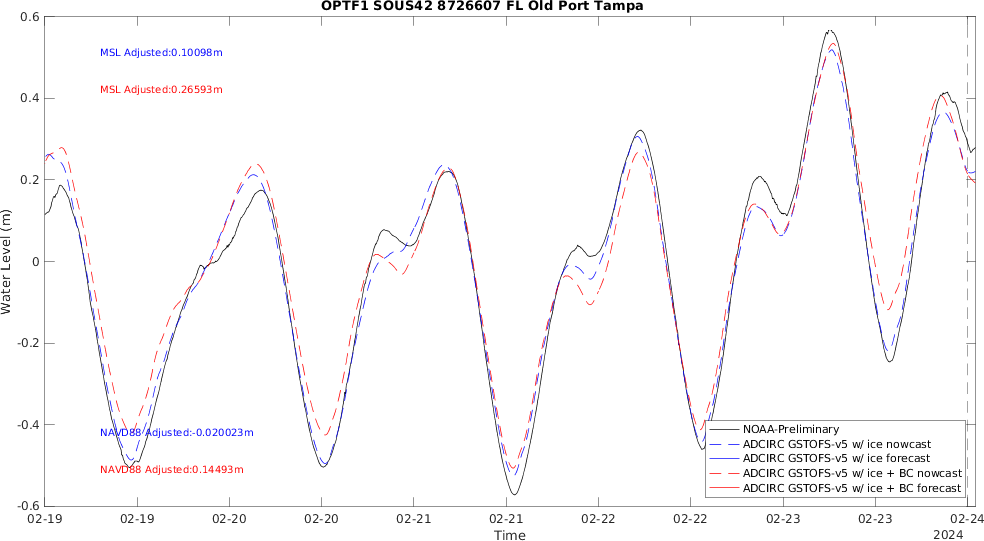 OPTF1 SOUS42 8726607 FL Old Port Tampa
MSL Adjusted:0.10098m
MSL Adjusted:0.26593m
NAVD88 Adjusted:-0.020023m
NAVD88 Adjusted:0.14493m
Water Level (m)
0.6
0.4
0.2
0
-0.2
-0.4
-0.6
NOAA-Preliminary
ADCIRC GSTOFS-v5 w/ ice nowcast
ADCIRC GSTOFS-v5 w/ ice forecast
ADCIRC GSTOFS-v5 w/ ice + BC nowcast
ADCIRC GSTOFS-v5 w/ ice + BC forecast
02-19 02-19 02-20 02-20 02-21 02-21 02-22 02-22 02-23 02-23 02-24
Time
2024